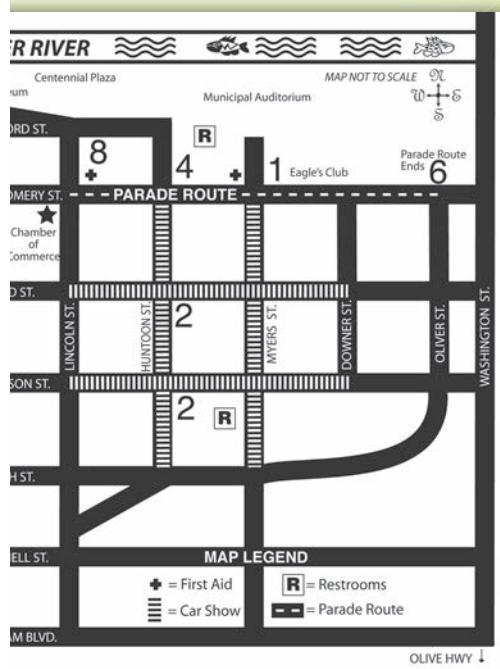 ER RIVER
Centennial Plaza
eum
Municipal Auditorium
MAP NOT TO SCALE
N
W E
S
ORD ST.
R
8
4
1
Eagle's Club
Parade Route
Ends 6
OMERY ST.
PARADE ROUTE
Chamber
of
Commerce
D ST.
LINCOLN ST.
HUNTOON ST.
2
MYERS ST.
DOWNER ST.
OLIVER ST.
WASHINGTON ST.
SON ST.
2
R
H ST.
ELL ST.
MAP LEGEND
= First Aid
R = Restrooms
= Car Show
= Parade Route
AM BLVD.
OLIVE HWY ↓